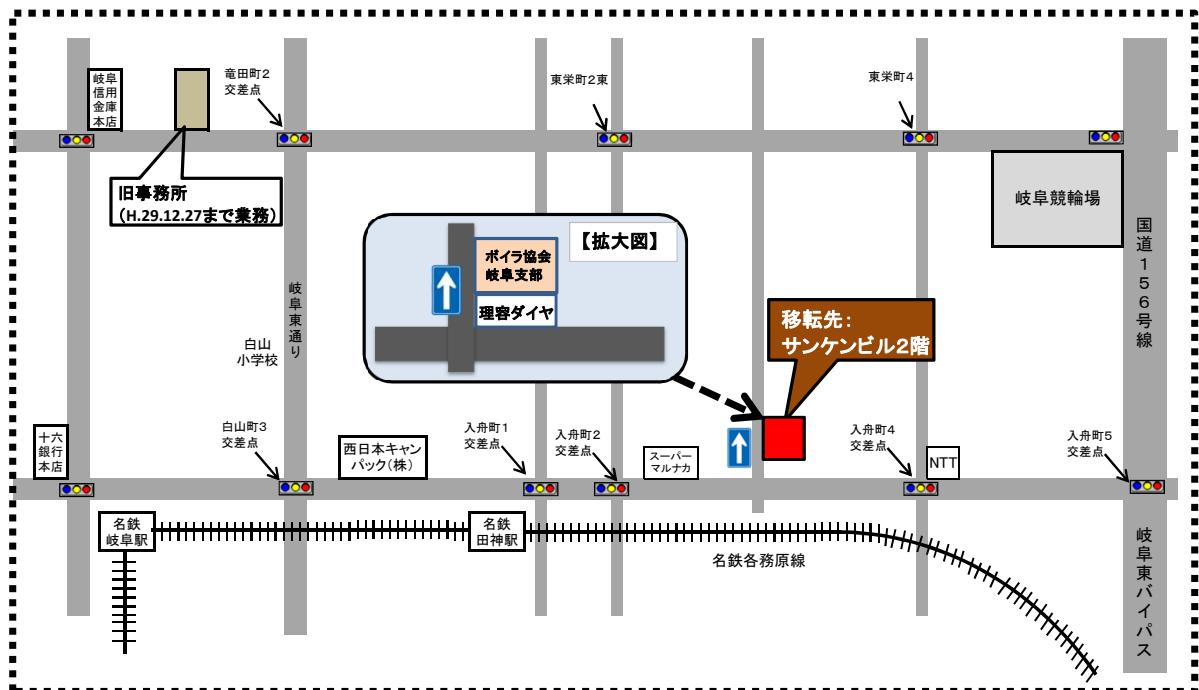 岐阜
信用
金庫
本店
竜田町2
交差点
東栄町2東
東栄町4
旧事務所
(H.29.12.27まで業務)
岐阜競輪場
国道156号線
【拡大図】
ボイラ協会
岐阜支部
理容ダイヤ
岐阜東通り
白山
小学校
移転先:
サンケンビル2階
十六
銀行
本店
白山町3
交差点
西日本キャン
パック(株)
入舟町1
交差点
入舟町2
交差点
スーパー
マルナカ
入舟町4
交差点
NTT
入舟町5
交差点
名鉄
岐阜駅
名鉄
田神駅
名鉄各務原線
岐阜東バイパス